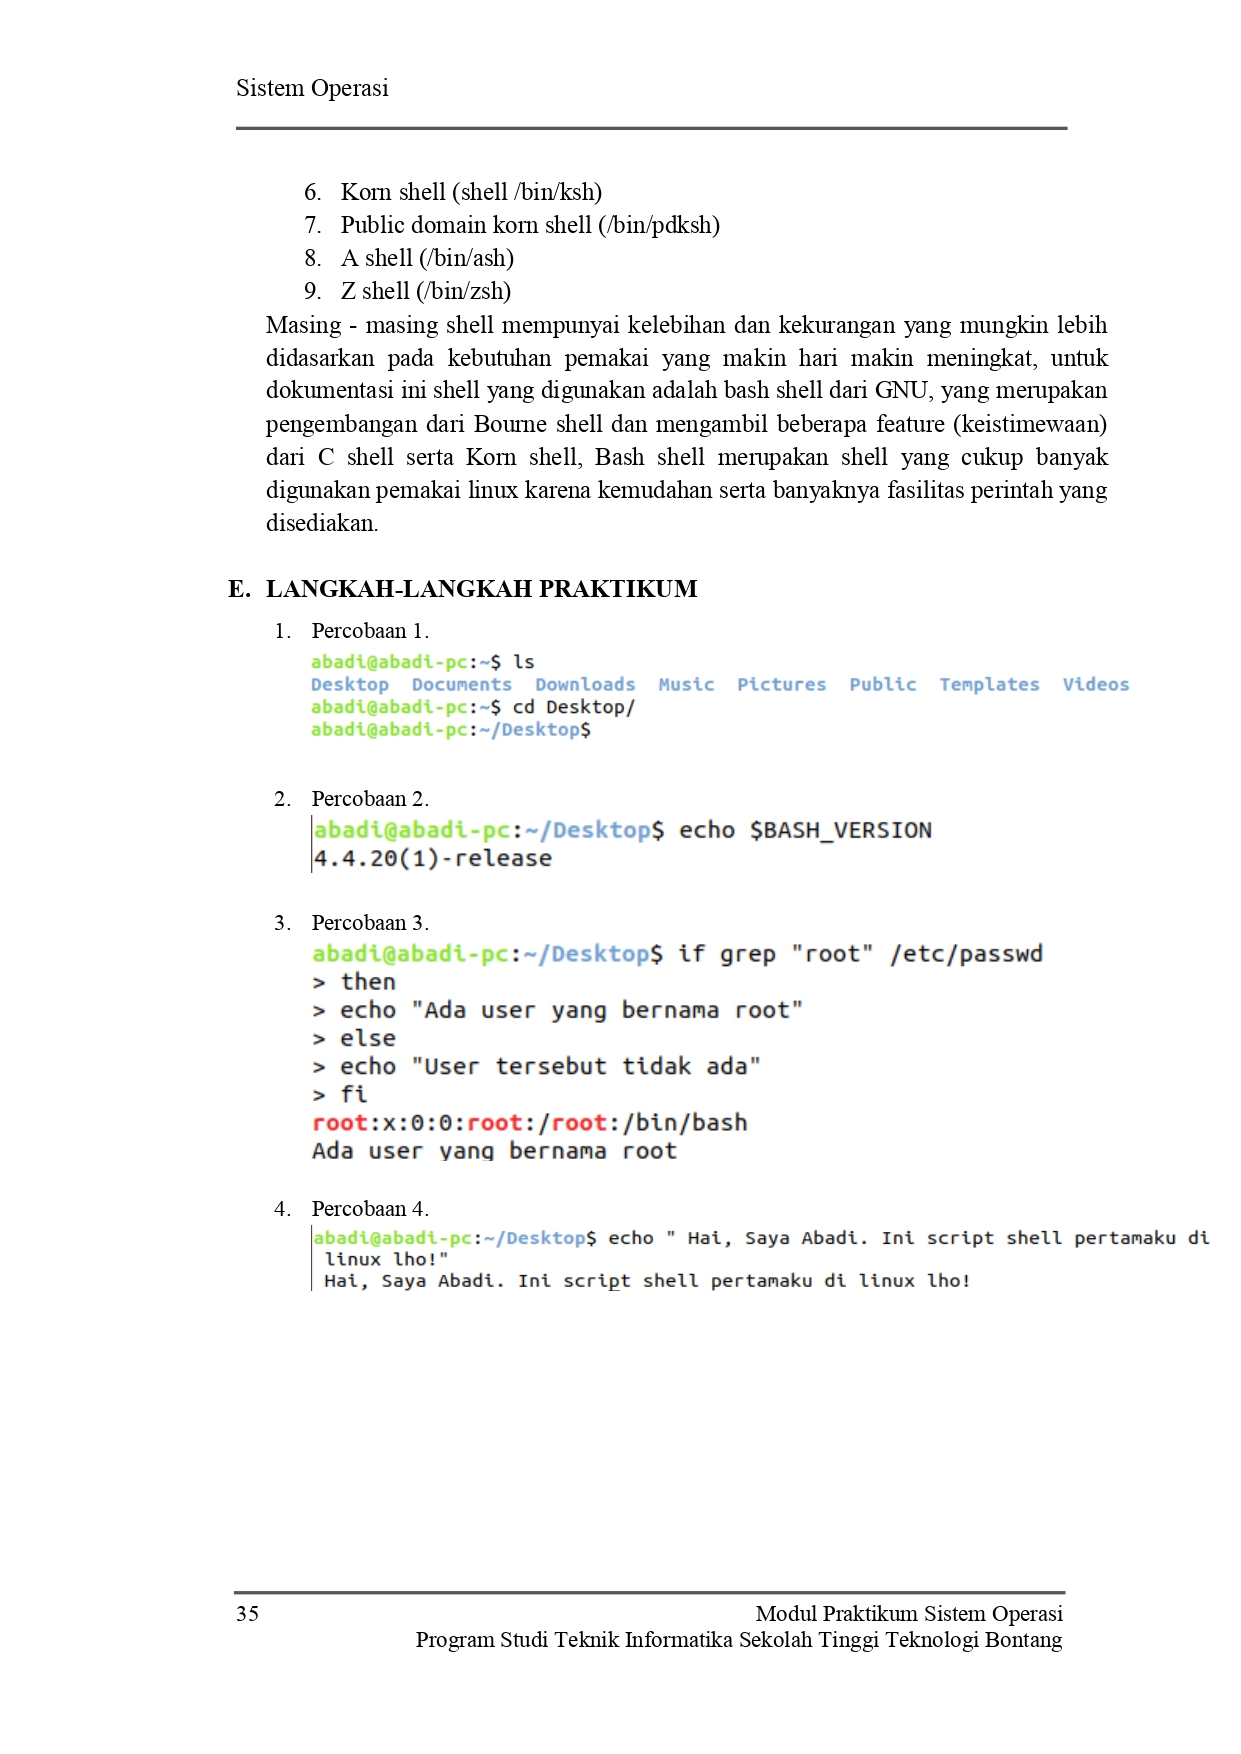 Sistem Operasi
6. Korn shell (shell /bin/ksh)
7. Public domain korn shell (/bin/pdksh)
8. A shell (/bin/ash)
9. Z shell (/bin/zsh)
Masing - masing shell mempunyai kelebihan dan kekurangan yang mungkin lebih
didasarkan pada kebutuhan pemakai yang makin hari makin meningkat, untuk
dokumentasi ini shell yang digunakan adalah bash shell dari GNU, yang merupakan
pengembangan dari Bourne shell dan mengambil beberapa feature (keistimewaan)
dari C shell serta Korn shell, Bash shell merupakan shell yang cukup banyak
digunakan pemakai linux karena kemudahan serta banyaknya fasilitas perintah yang
disediakan.
E. LANGKAH-LANGKAH PRAKTIKUM
1. Percobaan 1.
abadi@abadi-pc:~$ ls
Desktop Documents Downloads Music Pictures Public Templates Videos
abadi@abadi-pc:~$ cd Desktop/
abadi@abadi-pc:~/Desktop$
2. Percobaan 2.
abadi@abadi-pc:~/Desktop$ echo $BASH_VERSION
4.4.20(1)-release
3. Percobaan 3.
abadi@abadi-pc:~/Desktop$ if grep "root" /etc/passwd
> then
> echo "Ada user yang bernama root"
> else
> echo "User tersebut tidak ada"
> fi
root:x:0:0:root:/root:/bin/bash
Ada user yang bernama root
4. Percobaan 4.
abadi@abadi-pc:~/Desktop$ echo " Hai, Saya Abadi. Ini script shell pertamaku di
linux lho!"
Hai, Saya Abadi. Ini script shell pertamaku di linux lho!
35 Modul Praktikum Sistem Operasi
Program Studi Teknik Informatika Sekolah Tinggi Teknologi Bontang